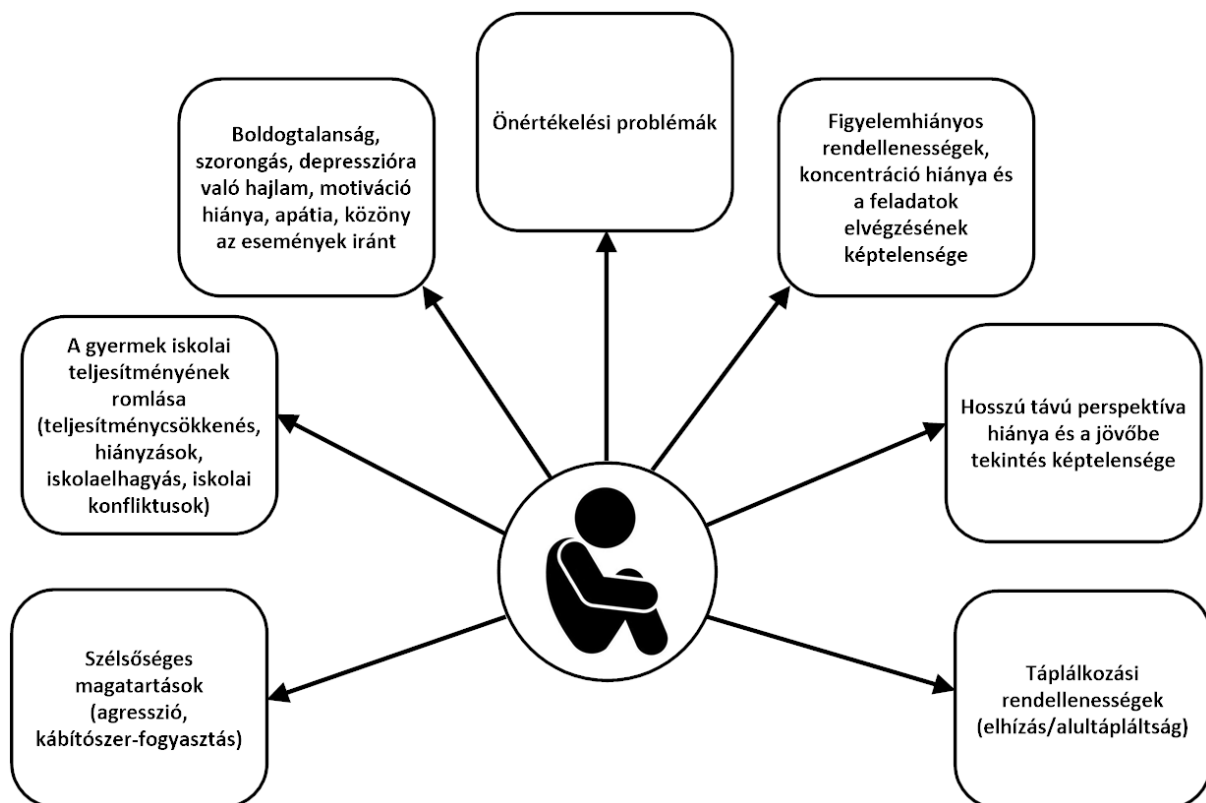 Önértékelési problémák
Boldogtalanság,
szorongás, depresszióra
való hajlam, motiváció
hiánya, apátia, közöny
az események iránt
Figyelemhiányos
rendellenességek,
koncentráció hiánya és
a feladatok
elvégzésének
képtelensége
A gyermek iskolai
teljesítményének
romlása
(teljesítménycsökkenés,
hiányzások,
iskolaelhagyás, iskolai
konfliktusok)
Hosszú távú perspektíva
hiánya és a jövőbe
tekintés képtelensége
Szélsőséges
magatartások
(agresszió,
kábítószer-fogyasztás)
Táplálkozási
rendellenességek
(elhízás/alultápláltság)